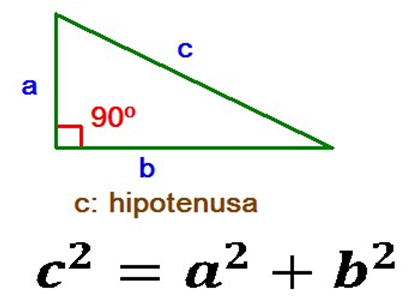 c
a
90º
b
c: hipotenusa
c² = a² + b²